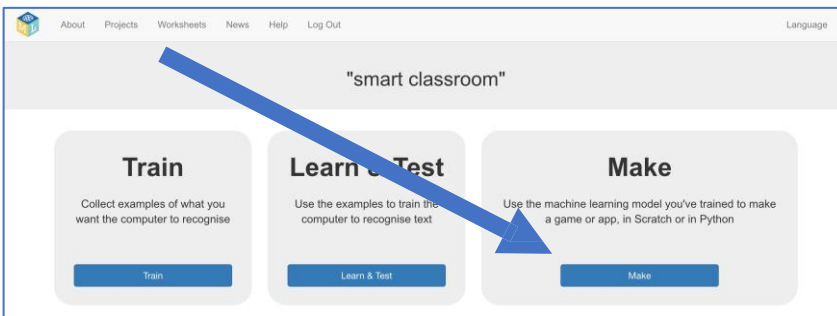 About Projects Worksheets News Help Log Out Language
"smart classroom"
Train
Collect examples of what you
want the computer to recognise
Train
Learn & Test
Use the examples to train the
computer to recognise text
Learn & Test
Make
Use the machine learning model you've trained to make
a game or app, in Scratch or in Python
Make